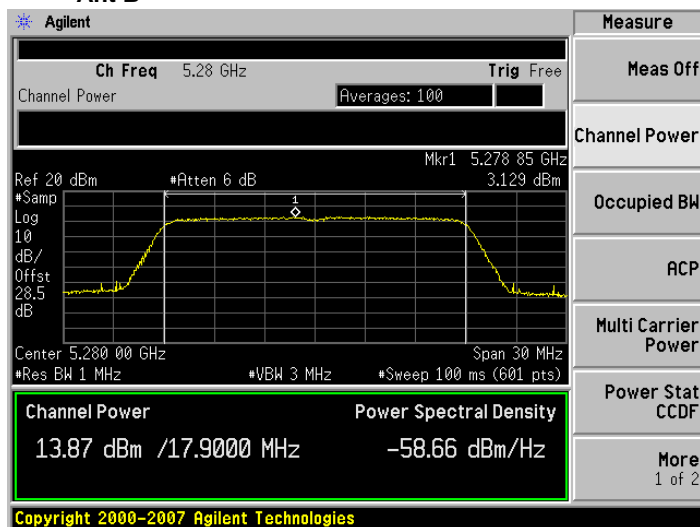 Agilent
Measure
Ch Freq 5.28 GHz Trig Free
Channel Power Averages: 100
Mkr1 5.278 85 GHz
Ref 20 dBm #Atten 6 dB 3.129 dBm
#Samp
Log
10
dB/
Offst
28.5
dB
1
Center 5.280 00 GHz Span 30 MHz
#Res BW 1 MHz #VBW 3 MHz #Sweep 100 ms (601 pts)
Channel Power Power Spectral Density
13.87 dBm /17.9000 MHz -58.66 dBm/Hz
Meas Off
Channel Power
Occupied BW
ACP
Multi Carrier
Power
Power Stat
CCDF
More
1 of 2
Copyright 2000-2007 Agilent Technologies